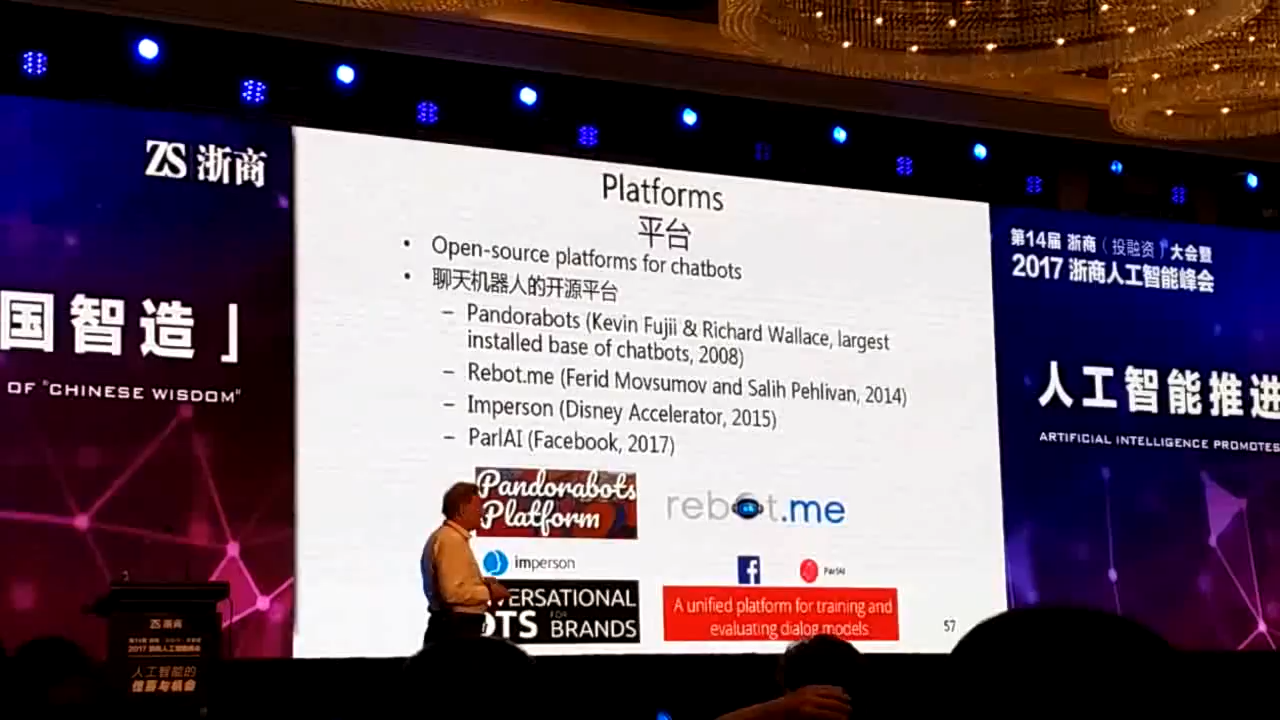 ZS 浙商
国智造」
OF "CHINESE WISDOM"
Platforms
平台
• Open-source platforms for chatbots
• 聊天机器人的开源平台
– Pandorabots (Kevin Fujii & Richard Wallace, largest
installed base of chatbots, 2008)
– Rebot.me (Ferid Movsumov and Salih Pehlivan, 2014)
– Imperson (Disney Accelerator, 2015)
– ParlAI (Facebook, 2017)
Pandorabots
Platform
rebot.me
imperson
ERSATIONAL
TS FOR BRANDS
f
ParlAI
A unified platform for training and
evaluating dialog models
57
第14届 浙商（投融资）大会暨
2017 浙商人工智能峰会
人工智能推进
ARTIFICIAL INTELLIGENCE PROMOTES
ZS 浙商
2017 浙商人工智能峰会
人工智能的